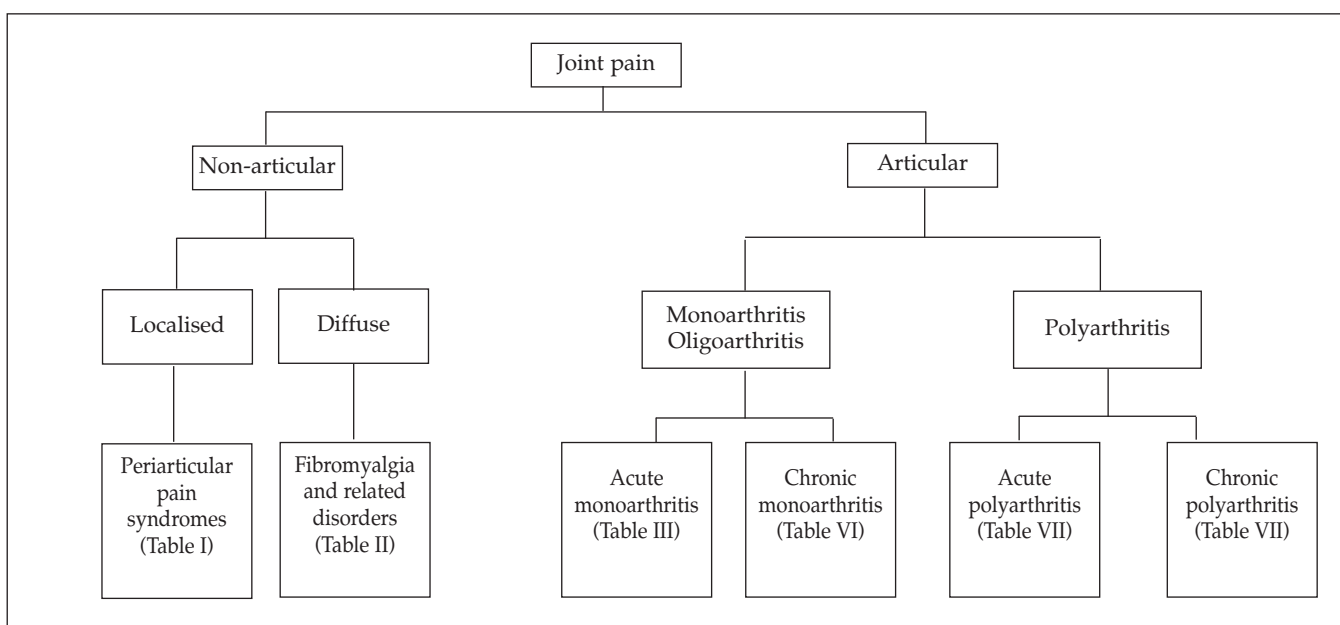 Joint pain
Non-articular
Articular
Localised
Diffuse
Monoarthritis
Oligoarthritis
Polyarthritis
Periarticular
pain
syndromes
(Table I)
Fibromyalgia
and related
disorders
(Table II)
Acute
monoarthritis
(Table III)
Chronic
monoarthritis
(Table VI)
Acute
polyarthritis
(Table VII)
Chronic
polyarthritis
(Table VII)